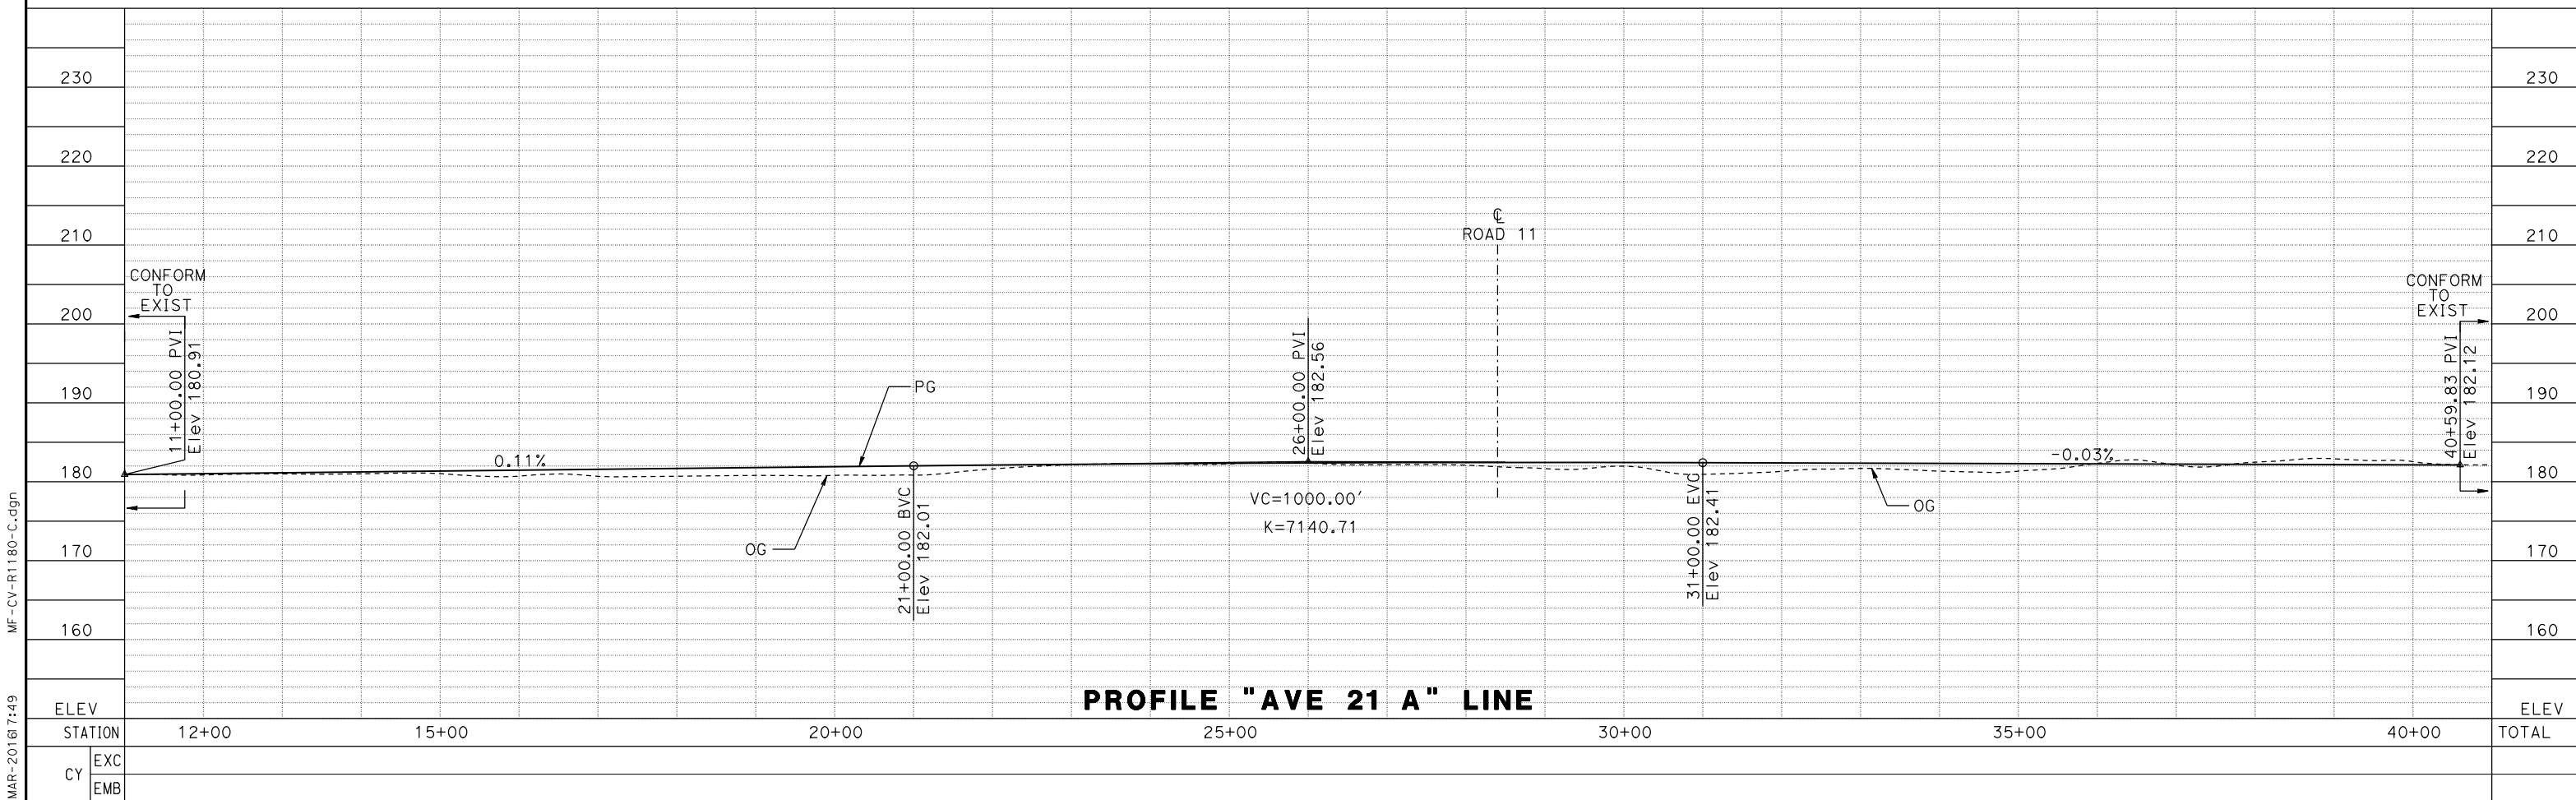 230
230
220
220
℄
210
ROAD 11
210
CONFORM
TO
EXIST
CONFORM
TO
EXIST
200
200
11+00.00 PVI
Elev 180.91
26+00.00 PVI
Elev 182.56
40+59.83 PVI
Elev 182.12
190
PG
190
180
0.11%
-0.03%
180
21+00.00 BVC
Elev 182.01
VC=1000.00'
K=7140.71
31+00.00 EVC
Elev 182.41
OG
OG
170
170
160
160
PROFILE "AVE 21 A" LINE
ELEV
ELEV
STATION 12+00 15+00 20+00 25+00 30+00 35+00 40+00 TOTAL
CY
EXC
EMB
MF-CV-R1180-C.dgn
MAR-2016 17:49